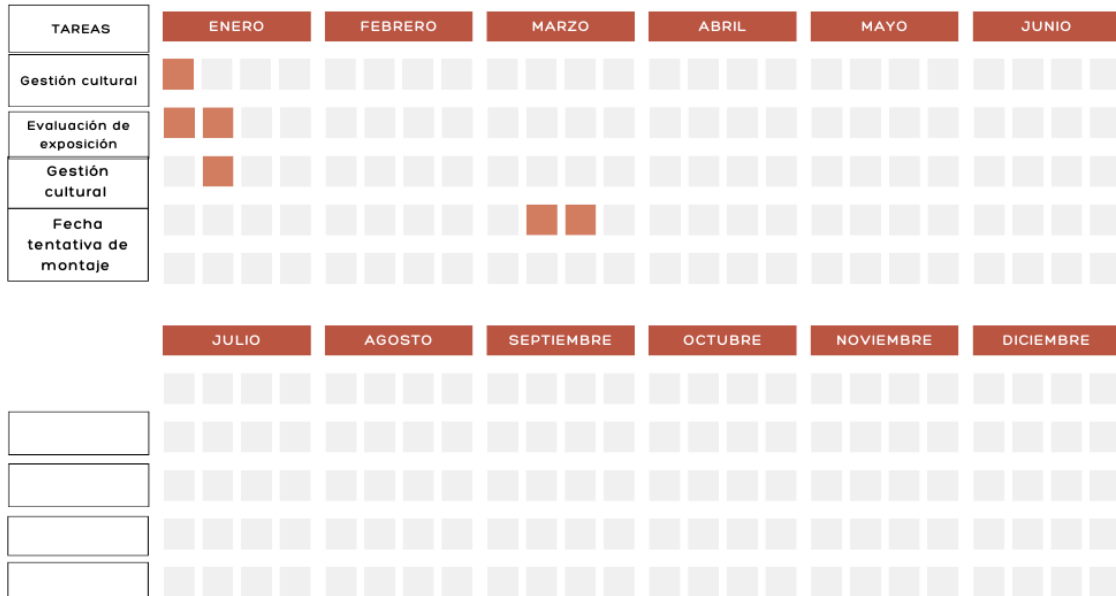 TAREAS
ENERO
FEBRERO
MARZO
ABRIL
MAYO
JUNIO
Gestión cultural
Evaluación de
exposición
Gestión
cultural
Fecha
tentativa de
montaje
JULIO
AGOSTO
SEPTIEMBRE
OCTUBRE
NOVIEMBRE
DICIEMBRE